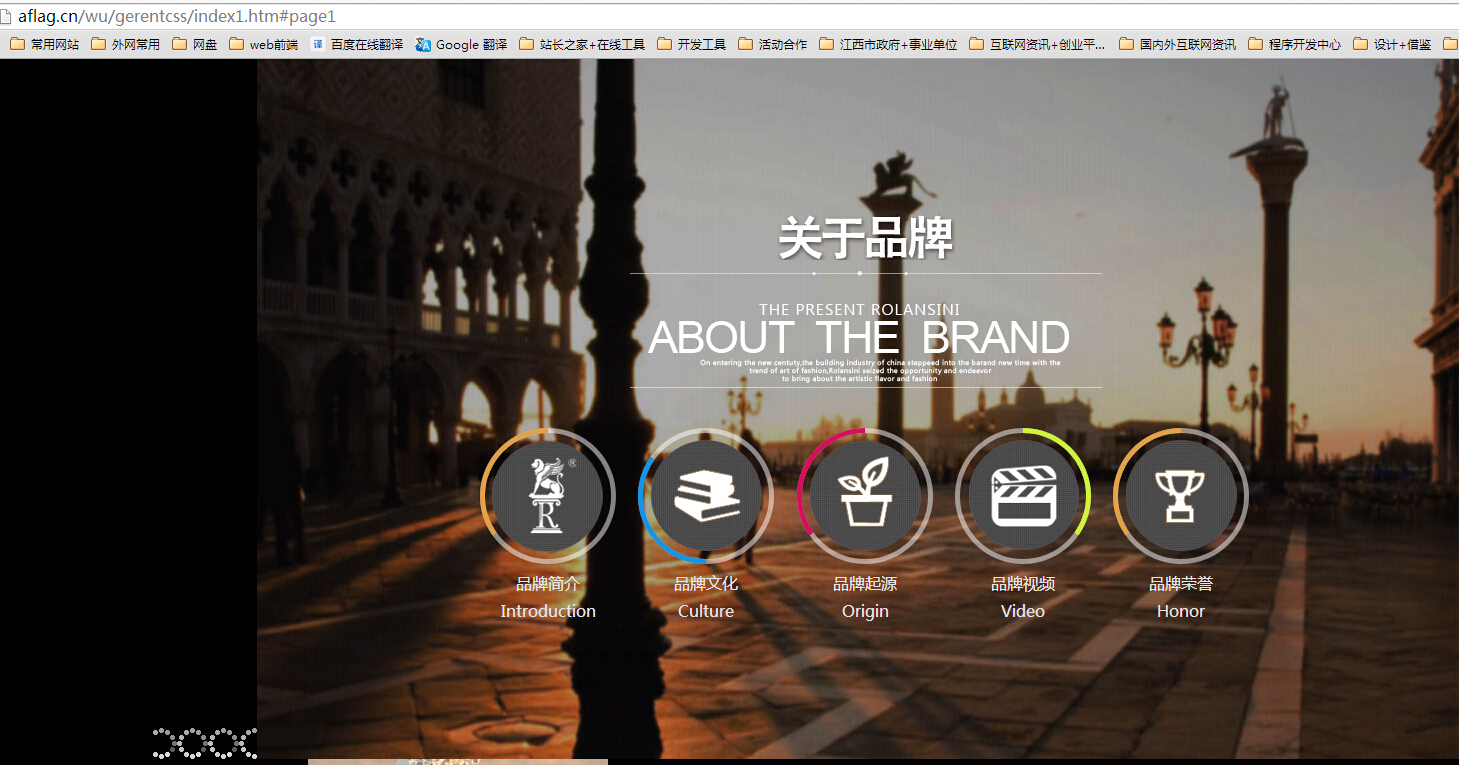 aflag.cn/wu/gerentcss/index1.htm#page1
常用网站 外网常用 网盘 web前端 译 百度在线翻译 Google 翻译 站长之家+在线工具 开发工具 活动合作 江西市政府+事业单位 互联网资讯+创业平... 国内外互联网资讯 程序开发中心 设计+借鉴
关于品牌
THE PRESENT ROLANSINI
ABOUT THE BRAND
On entering the new centuty,the building industry of china steppeed into the barand new time with the
trend of art of fashion,Rolansini seized the opportunity and endeavor
to bring about the artistic flavor and fashion
R ®
品牌简介 品牌文化 品牌起源 品牌视频 品牌荣誉
Introduction Culture Origin Video Honor